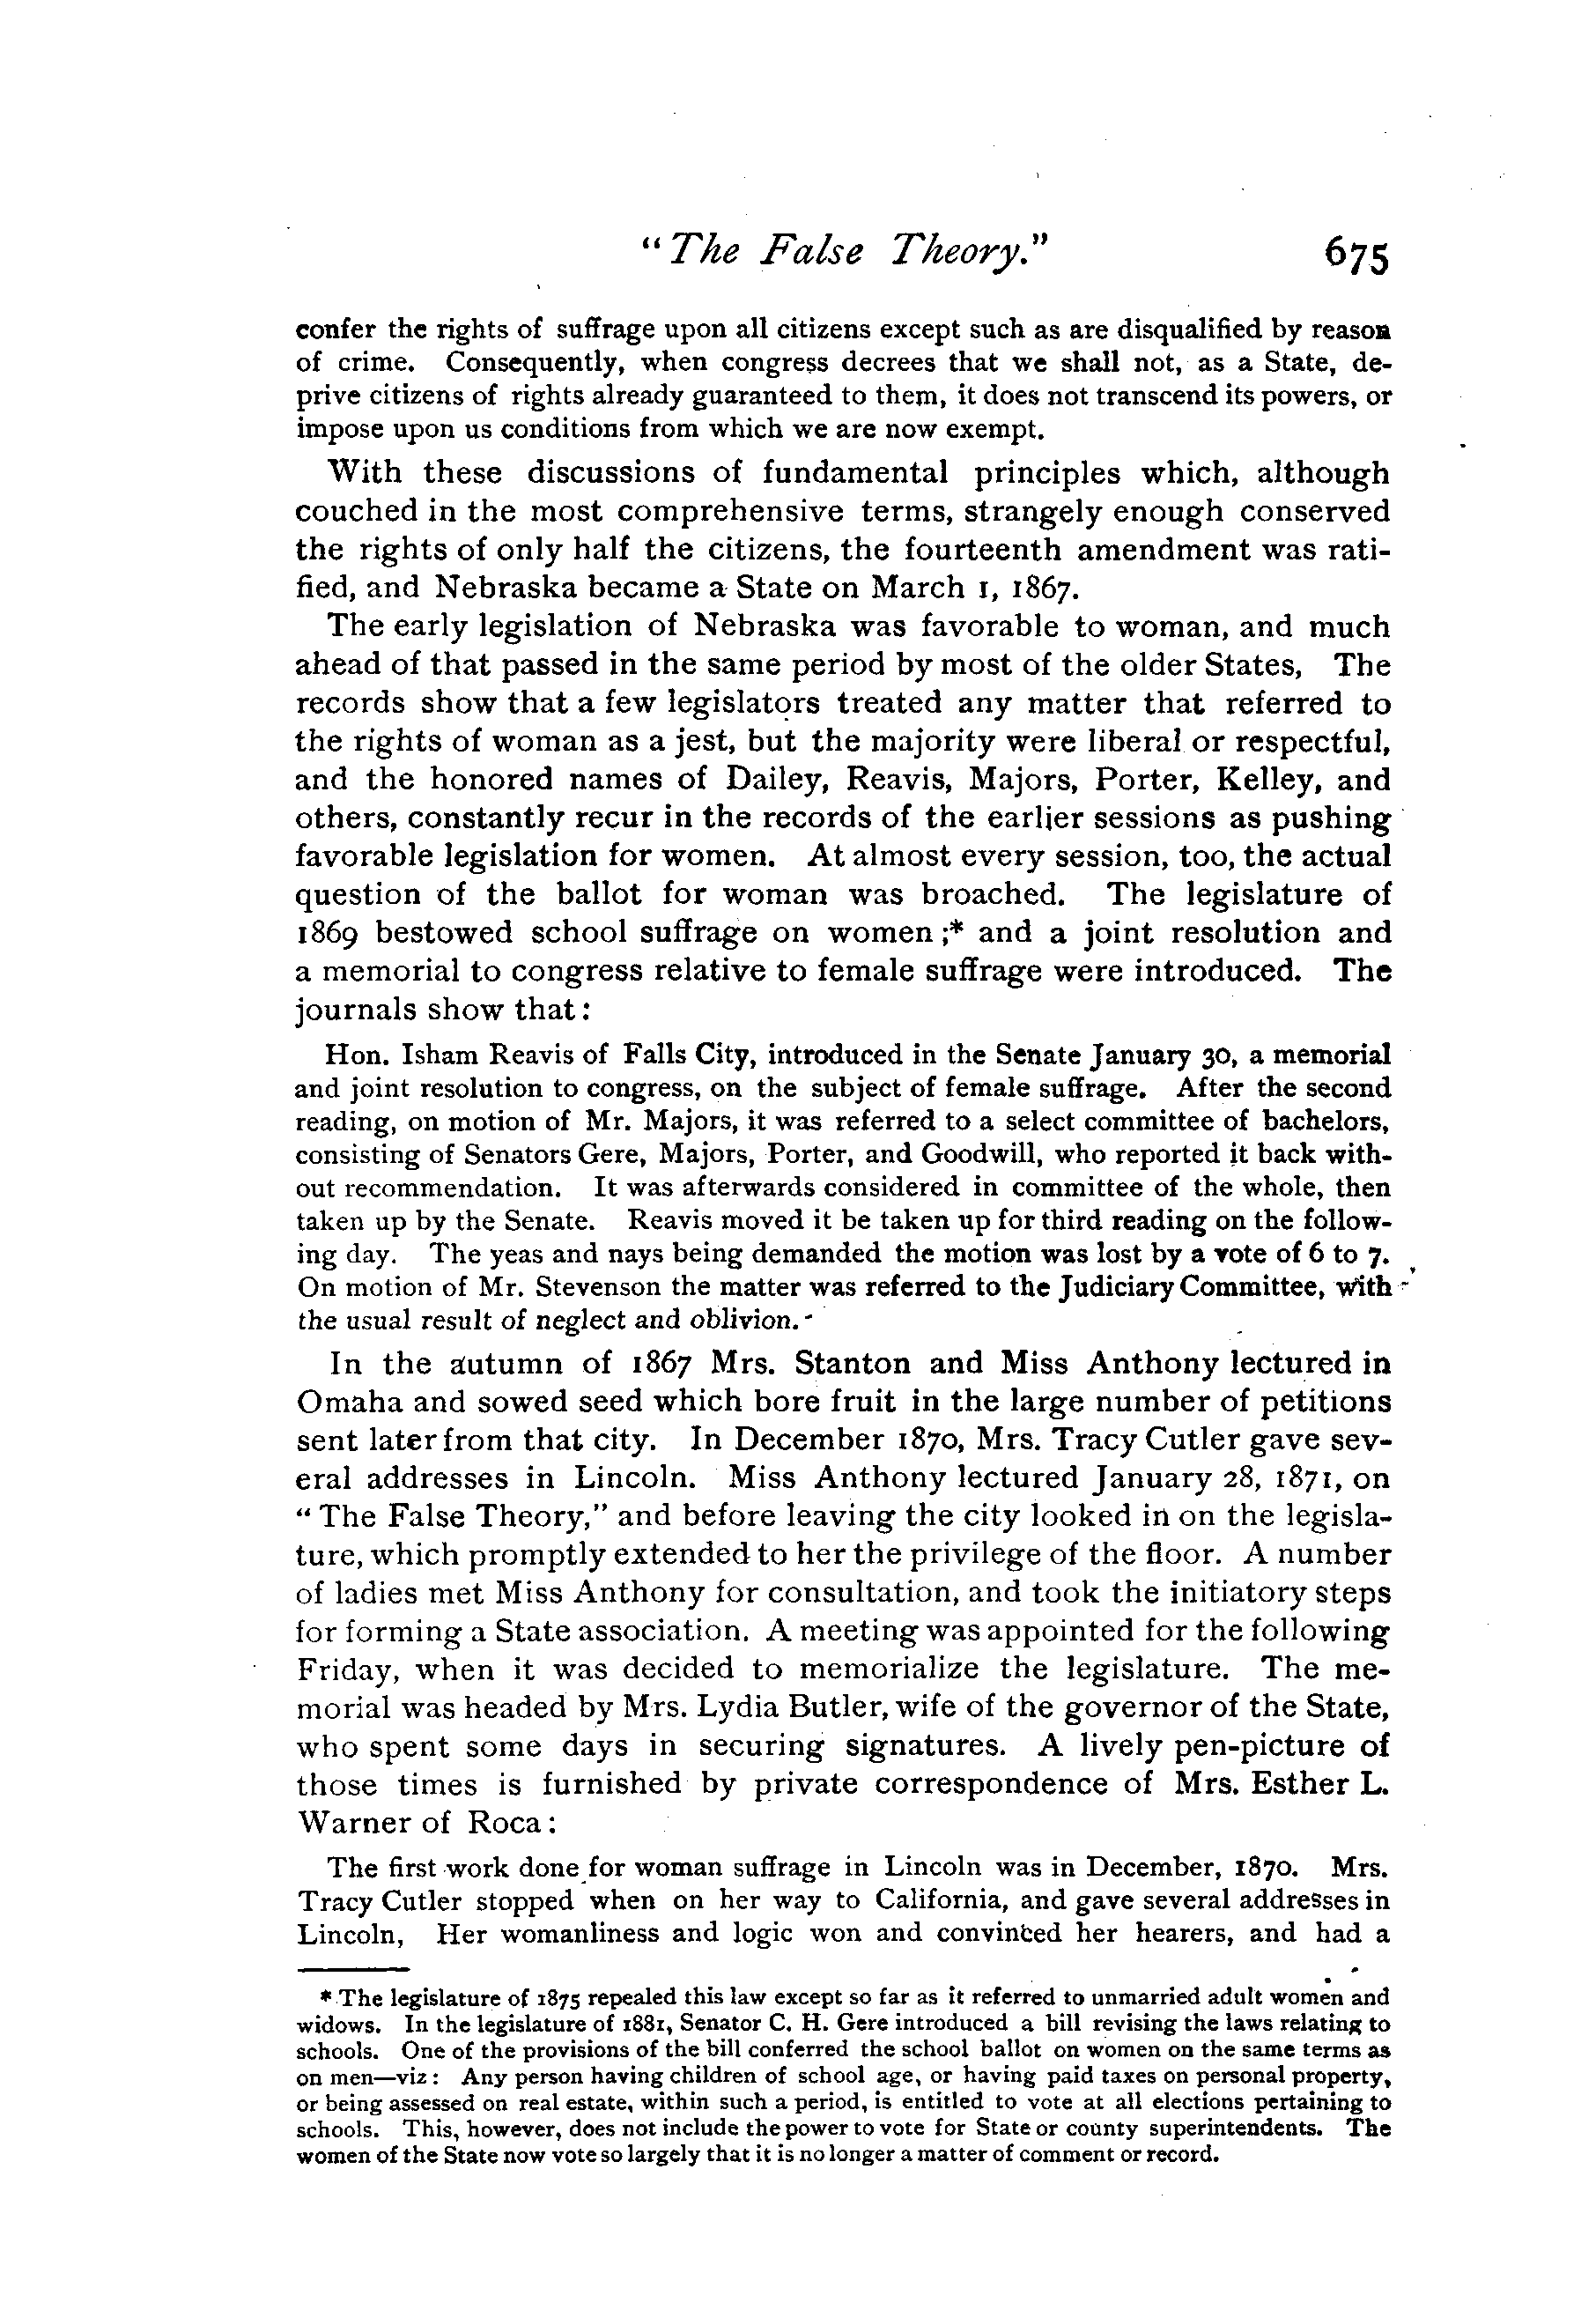 "The False Theory." 675
confer the rights of suffrage upon all citizens except such as are disqualified by reason
of crime. Consequently, when congress decrees that we shall not, as a State, de-
prive citizens of rights already guaranteed to them, it does not transcend its powers, or
impose upon us conditions from which we are now exempt.
With these discussions of fundamental principles which, although
couched in the most comprehensive terms, strangely enough conserved
the rights of only half the citizens, the fourteenth amendment was rati-
fied, and Nebraska became a State on March 1, 1867.
The early legislation of Nebraska was favorable to woman, and much
ahead of that passed in the same period by most of the older States, The
records show that a few legislators treated any matter that referred to
the rights of woman as a jest, but the majority were liberal or respectful,
and the honored names of Dailey, Reavis, Majors, Porter, Kelley, and
others, constantly recur in the records of the earlier sessions as pushing
favorable legislation for women. At almost every session, too, the actual
question of the ballot for woman was broached. The legislature of
1869 bestowed school suffrage on women ;* and a joint resolution and
a memorial to congress relative to female suffrage were introduced. The
journals show that :
Hon. Isham Reavis of Falls City, introduced in the Senate January 30, a memorial
and joint resolution to congress, on the subject of female suffrage. After the second
reading, on motion of Mr. Majors, it was referred to a select committee of bachelors,
consisting of Senators Gere, Majors, Porter, and Goodwill, who reported it back with-
out recommendation. It was afterwards considered in committee of the whole, then
taken up by the Senate. Reavis moved it be taken up for third reading on the follow-
ing day. The yeas and nays being demanded the motion was lost by a vote of 6 to 7.
On motion of Mr. Stevenson the matter was referred to the Judiciary Committee, with
the usual result of neglect and oblivion.
In the autumn of 1867 Mrs. Stanton and Miss Anthony lectured in
Omaha and sowed seed which bore fruit in the large number of petitions
sent later from that city. In December 1870, Mrs. Tracy Cutler gave sev-
eral addresses in Lincoln. Miss Anthony lectured January 28, 1871, on
"The False Theory," and before leaving the city looked in on the legisla-
ture, which promptly extended to her the privilege of the floor. A number
of ladies met Miss Anthony for consultation, and took the initiatory steps
for forming a State association. A meeting was appointed for the following
Friday, when it was decided to memorialize the legislature. The me-
morial was headed by Mrs. Lydia Butler, wife of the governor of the State,
who spent some days in securing signatures. A lively pen-picture of
those times is furnished by private correspondence of Mrs. Esther L.
Warner of Roca :
The first work done for woman suffrage in Lincoln was in December, 1870. Mrs.
Tracy Cutler stopped when on her way to California, and gave several addresses in
Lincoln, Her womanliness and logic won and convinced her hearers, and had a
* The legislature of 1875 repealed this law except so far as it referred to unmarried adult women and
widows. In the legislature of 1881, Senator C. H. Gere introduced a bill revising the laws relating to
schools. One of the provisions of the bill conferred the school ballot on women on the same terms as
on men—viz : Any person having children of school age, or having paid taxes on personal property,
or being assessed on real estate, within such a period, is entitled to vote at all elections pertaining to
schools. This, however, does not include the power to vote for State or county superintendents. The
women of the State now vote so largely that it is no longer a matter of comment or record.